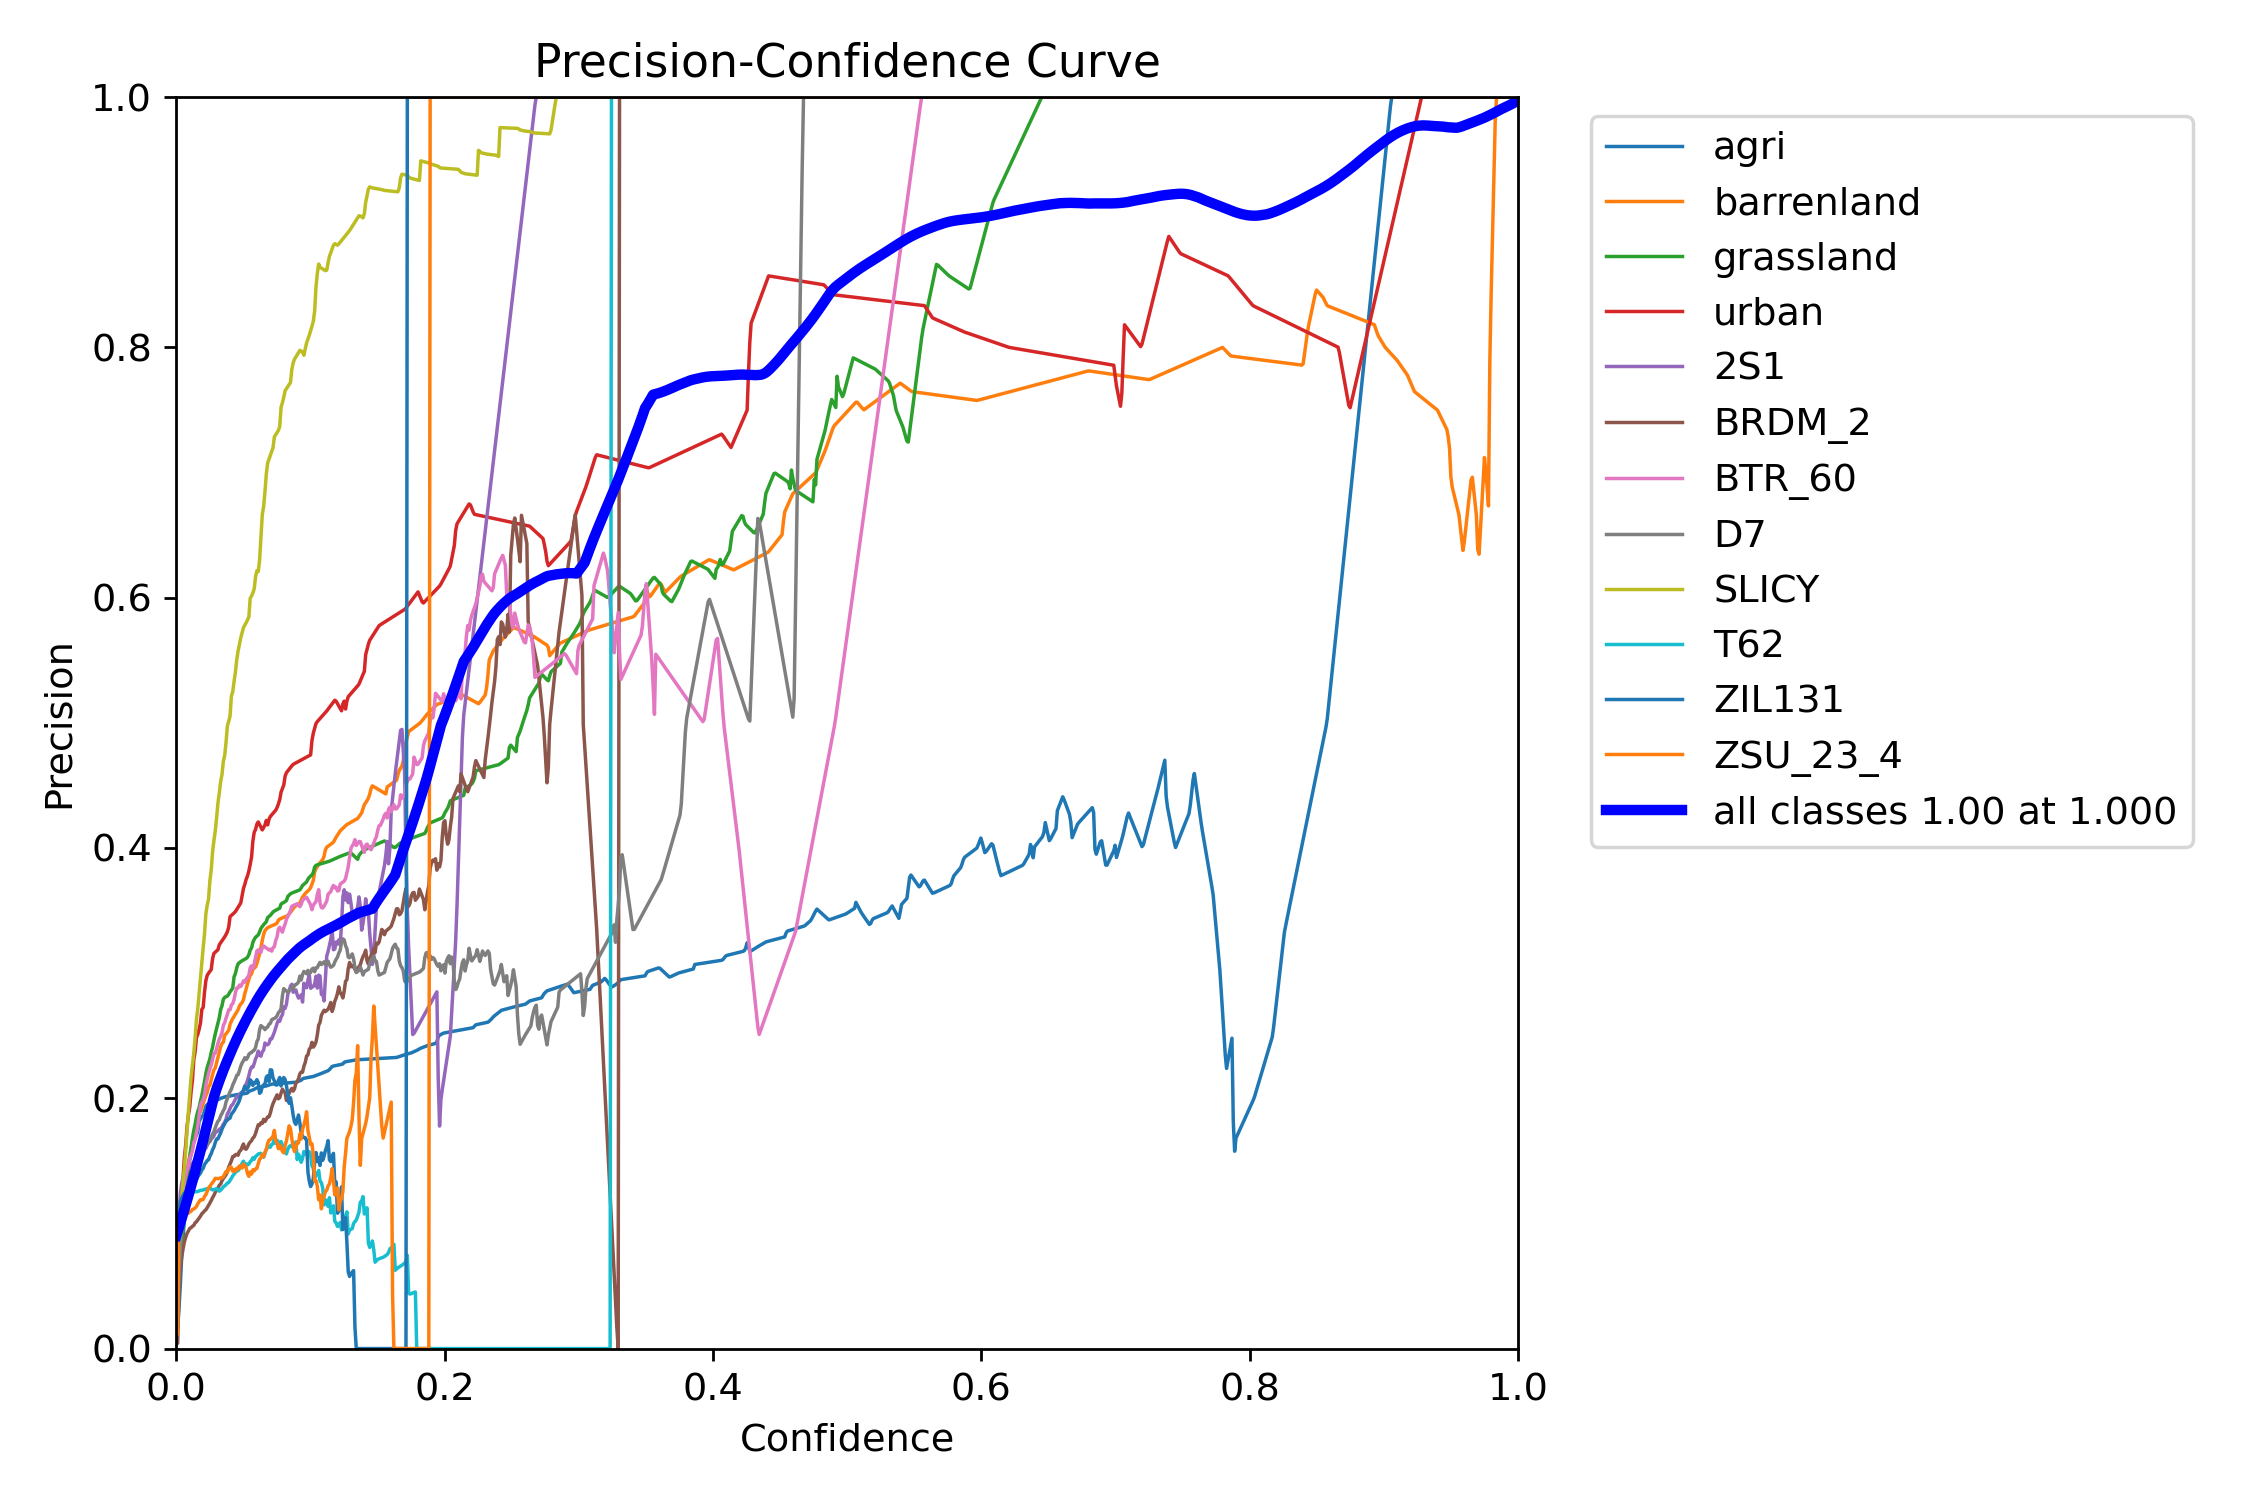 Precision-Confidence Curve
1.0
0.8
0.6
0.4
0.2
0.0
Precision
0.0 0.2 0.4 0.6 0.8 1.0
Confidence
agri
barrenland
grassland
urban
2S1
BRDM_2
BTR_60
D7
SLICY
T62
ZIL131
ZSU_23_4
all classes 1.00 at 1.000